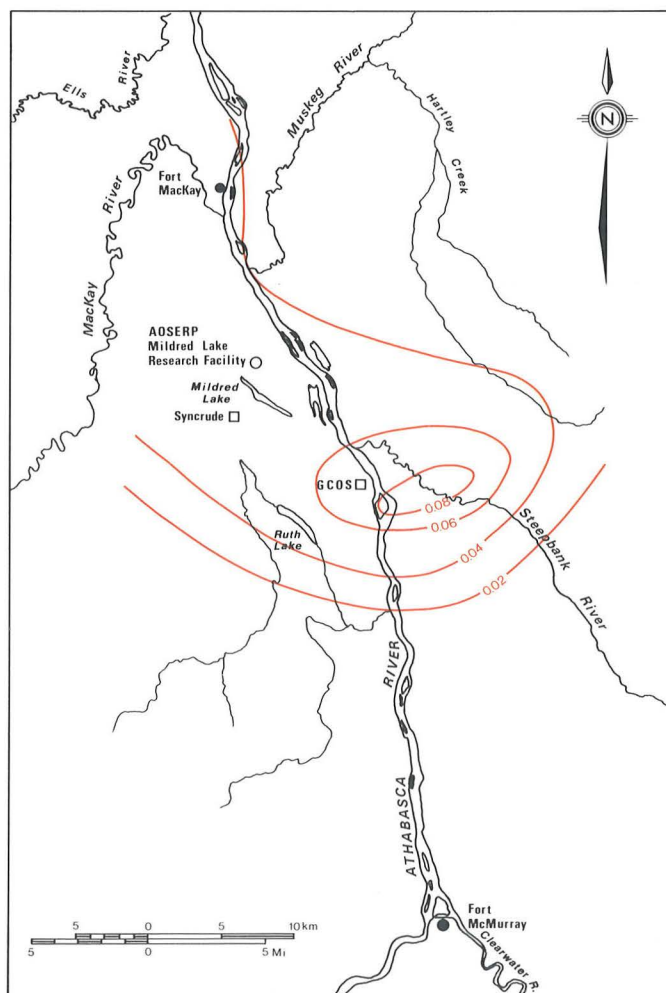 Ells River
Muskeg River
Hartley Creek
N
Fort
MacKay
MacKay River
AOSERP
Mildred Lake
Research Facility
Mildred
Lake
Syncrude
GCOS
0.08
0.06
0.04
0.02
Ruth
Lake
Steepbank River
ATHABASCA RIVER
Fort
McMurray
Clearwater R.
5 0 5 10 km
5 0 5 Mi